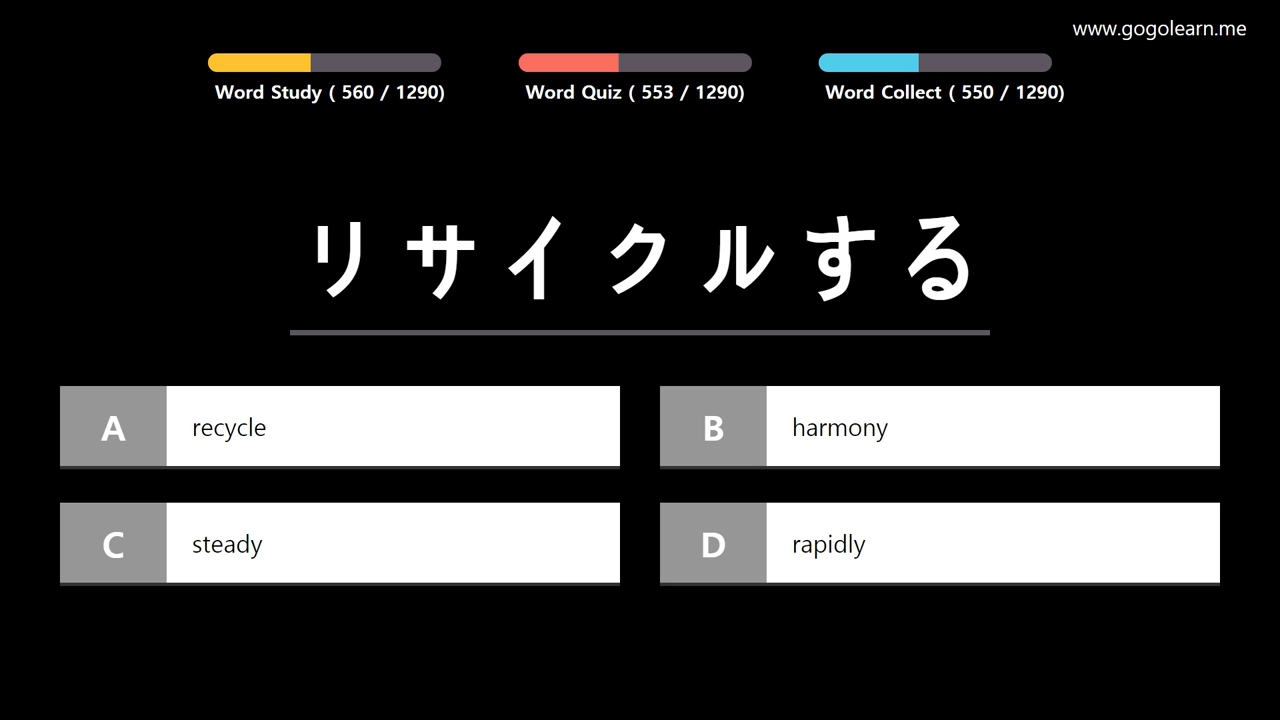 www.gogolearn.me
Word Study ( 560 / 1290)
Word Quiz ( 553 / 1290)
Word Collect ( 550 / 1290)
リサイクルする
A recycle
B harmony
C steady
D rapidly